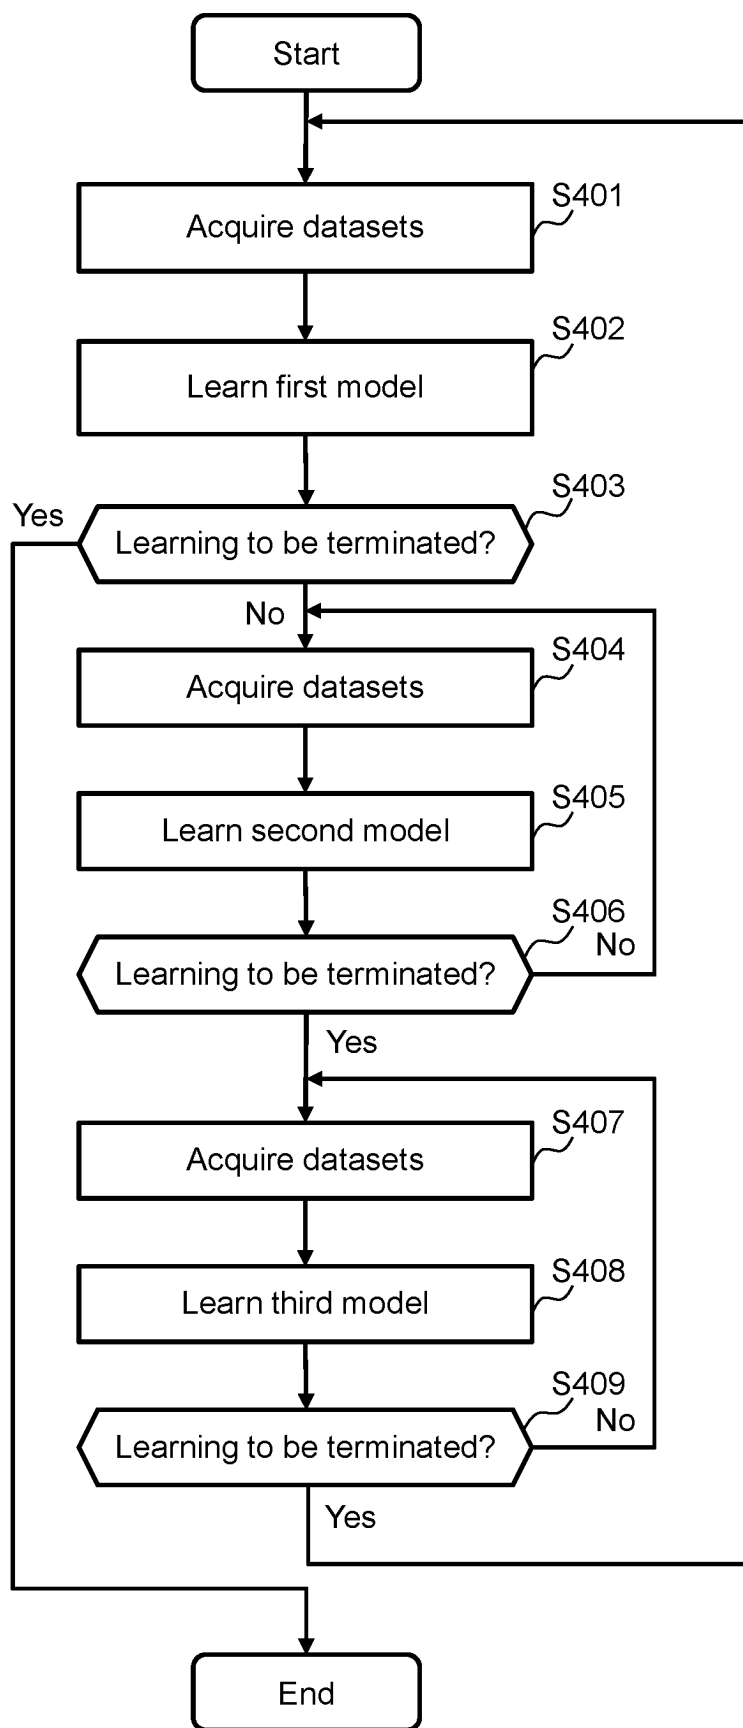 Start
S401
Acquire datasets
S402
Learn first model
S403
Yes
Learning to be terminated?
No
S404
Acquire datasets
S405
Learn second model
S406
No
Learning to be terminated?
Yes
S407
Acquire datasets
S408
Learn third model
S409
No
Learning to be terminated?
Yes
End